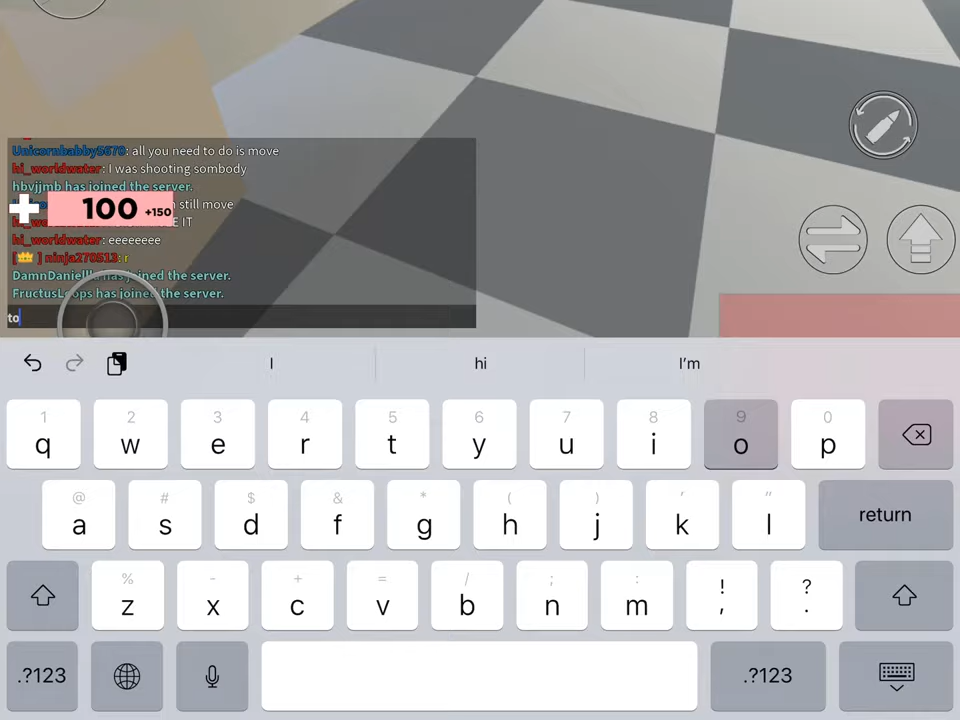 Unicornbabby5670: all you need to do is move
hi_worldwater: I was shooting sombody
hbvjjmb has joined the server.
still move
100 +150
IT
hi_worldwater: eeeeeeee
[👑] ninja270513: r
DamnDaniell has joined the server.
FructusLoops has joined the server.
to
I hi I'm
1 2 3 4 5 6 7 8 9 0
q w e r t y u i o p
@ # $ & * ( ) ' "
a s d f g h j k l return
% - + = / ; : ! ?
z x c v b n m , .
.?123 .?123